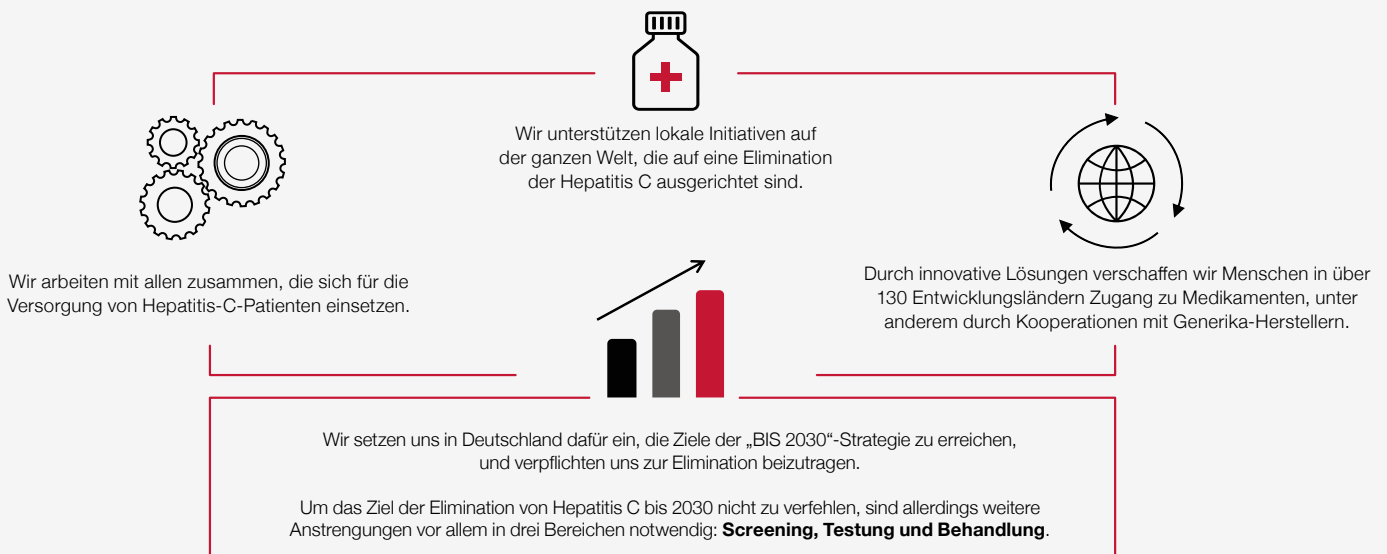 Wir unterstützen lokale Initiativen auf
der ganzen Welt, die auf eine Elimination
der Hepatitis C ausgerichtet sind.
Wir arbeiten mit allen zusammen, die sich für die
Versorgung von Hepatitis-C-Patienten einsetzen.
Durch innovative Lösungen verschaffen wir Menschen in über
130 Entwicklungsländern Zugang zu Medikamenten, unter
anderem durch Kooperationen mit Generika-Herstellern.
Wir setzen uns in Deutschland dafür ein, die Ziele der „BIS 2030“-Strategie zu erreichen,
und verpflichten uns zur Elimination beizutragen.
Um das Ziel der Elimination von Hepatitis C bis 2030 nicht zu verfehlen, sind allerdings weitere
Anstrengungen vor allem in drei Bereichen notwendig: Screening, Testung und Behandlung.